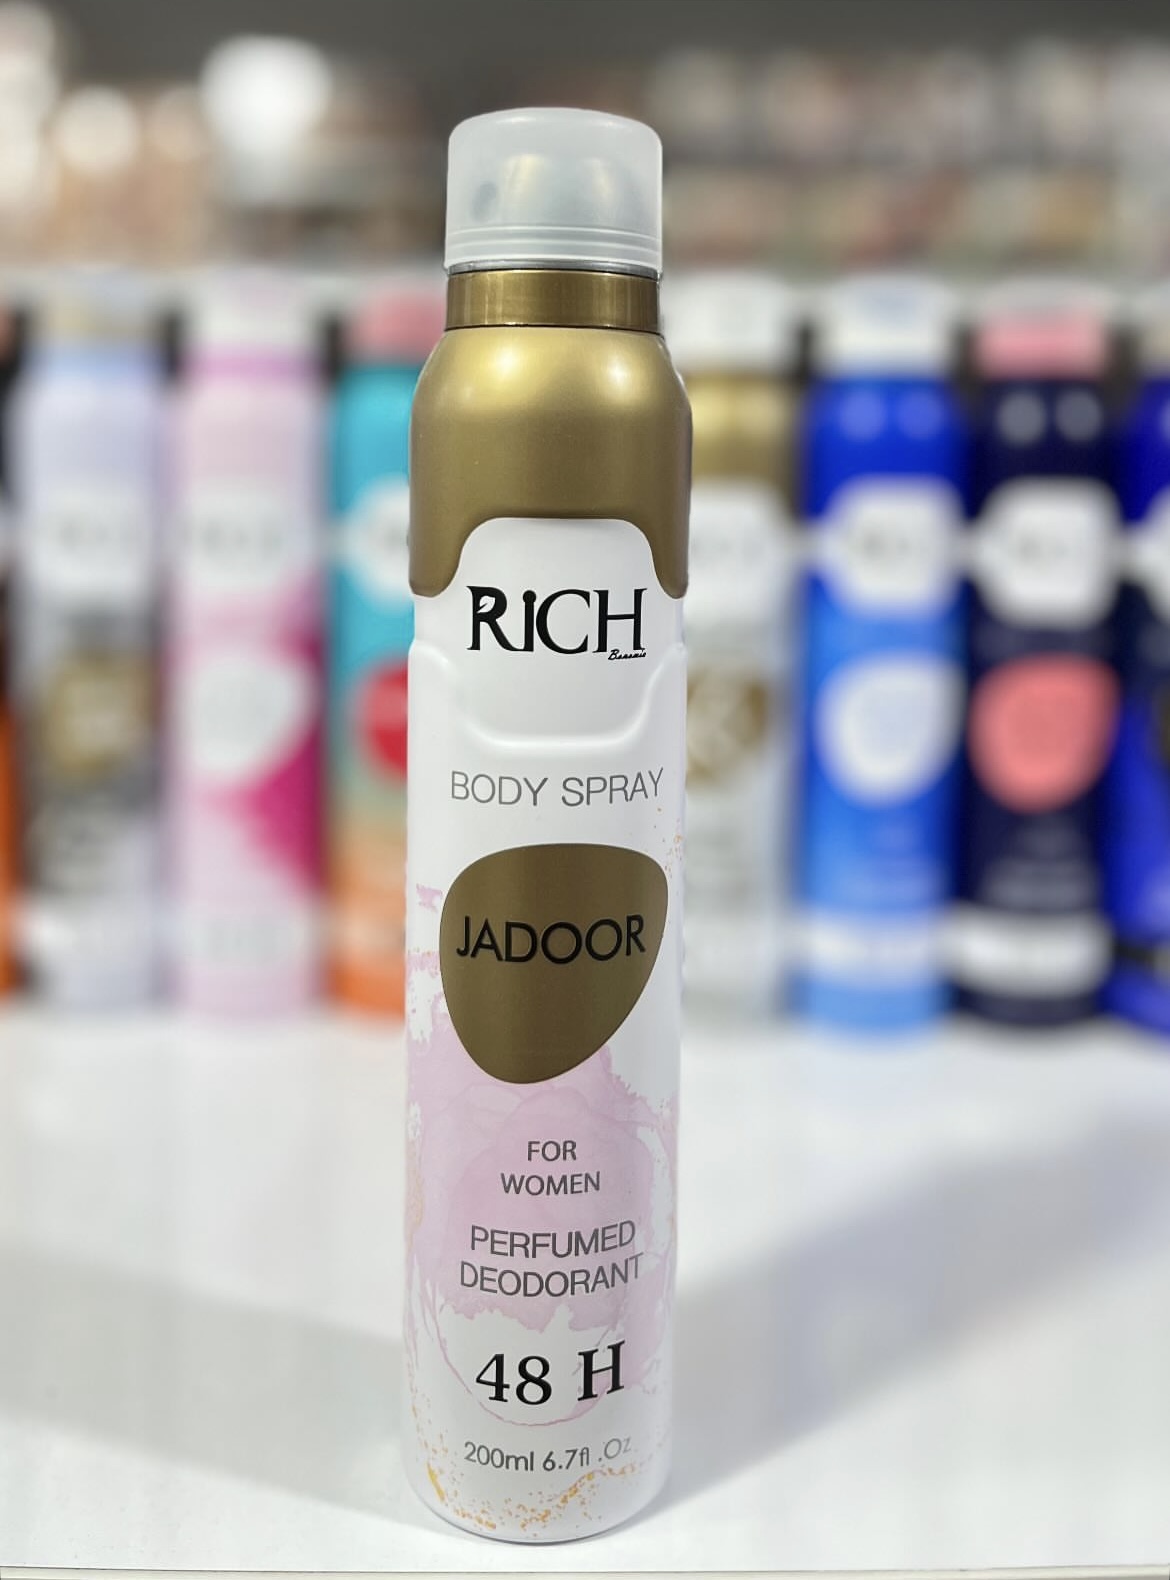 RiCH
BODY SPRAY
JADOOR
FOR
WOMEN
PERFUMED
DEODORANT
48 H
200ml 6.7fl .Oz